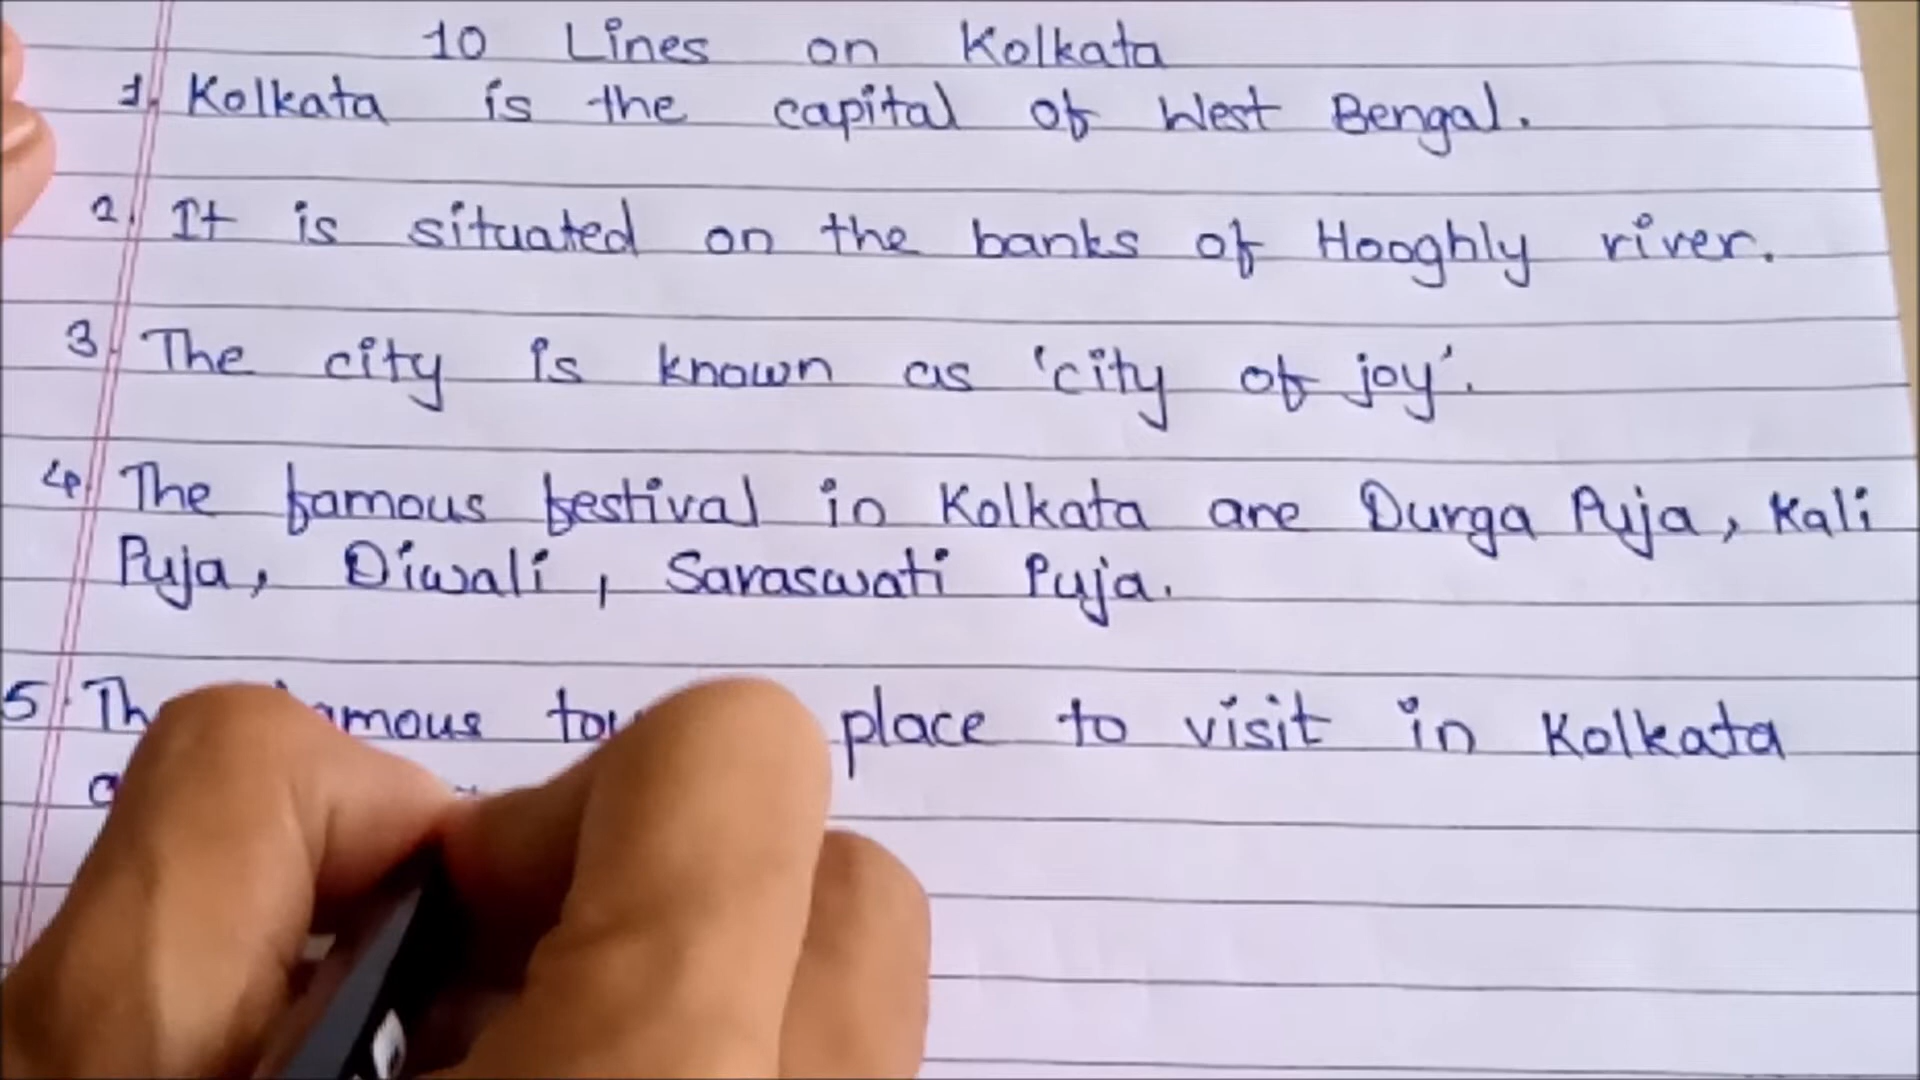 10 Lines on Kolkata
1. Kolkata is the capital of West Bengal.
2. It is situated on the banks of Hooghly river.
3. The city is known as 'city of joy'.
4. The famous festival in Kolkata are Durga Puja, Kali
Puja, Diwali, Saraswati Puja.
5. place to visit in Kolkata